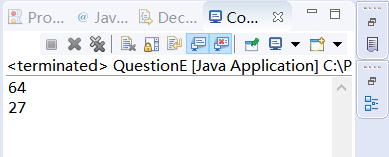 Pro
@ Jav...
Dec...
Co...
<terminated> QuestionE [Java Application] C:\P
64
27